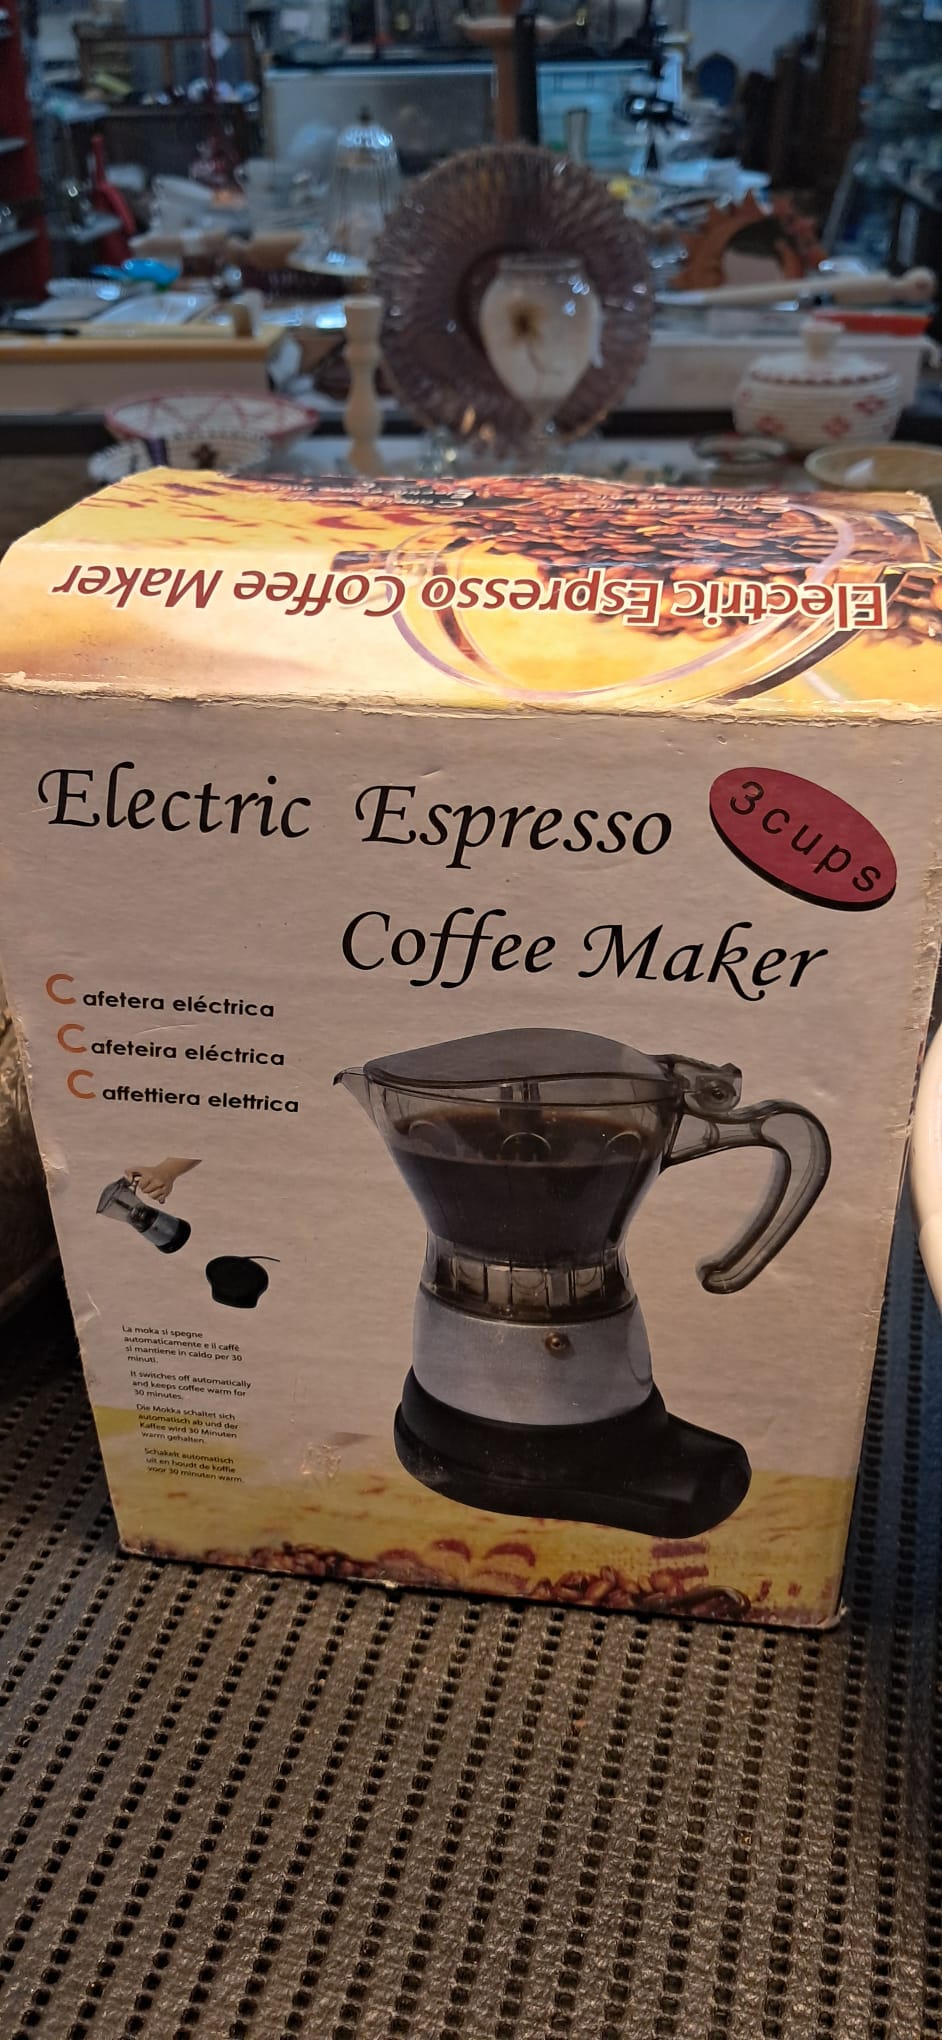 Electric Espresso Coffee Maker
Electric Espresso
3 cups
Coffee Maker
Cafetera eléctrica
Cafeteira eléctrica
Caffettiera elettrica
La moka si spegne
automaticamente e il caffè
si mantiene in caldo per 30
minuti.
It switches off automatically
and keeps coffee warm for
30 minutes.
Die Mokka schaltet sich
automatisch ab und der
Kaffee wird 30 Minuten
warm gehalten.
Schakelt automatisch
uit en houdt de koffie
voor 30 minuten warm.